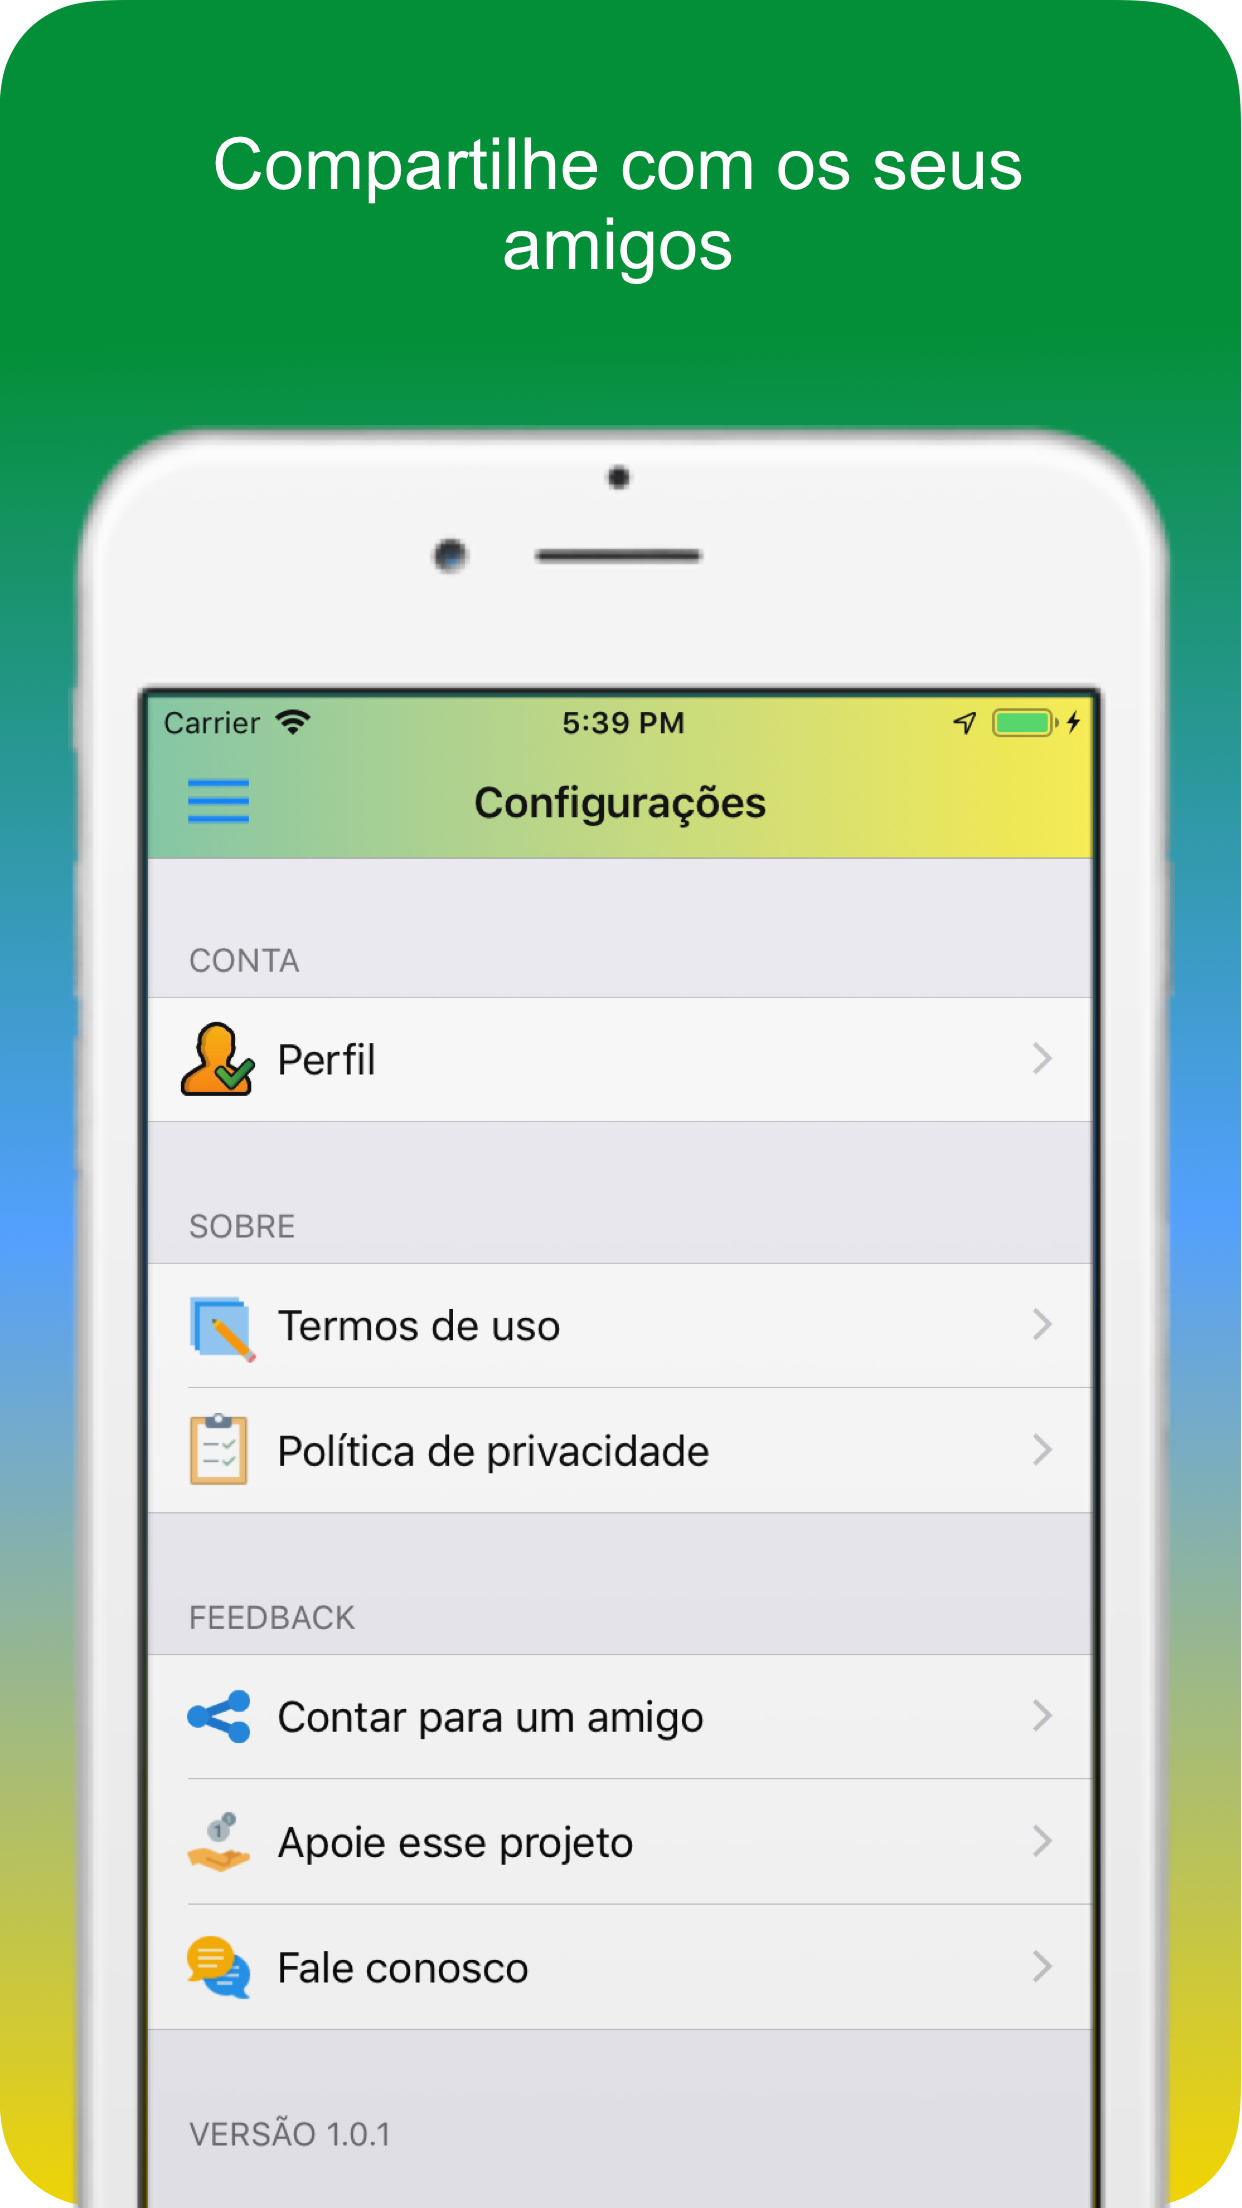 Compartilhe com os seus
amigos
Carrier 5:39 PM
Configurações
CONTA
Perfil
SOBRE
Termos de uso
Política de privacidade
FEEDBACK
Contar para um amigo
Apoie esse projeto
Fale conosco
VERSÃO 1.0.1